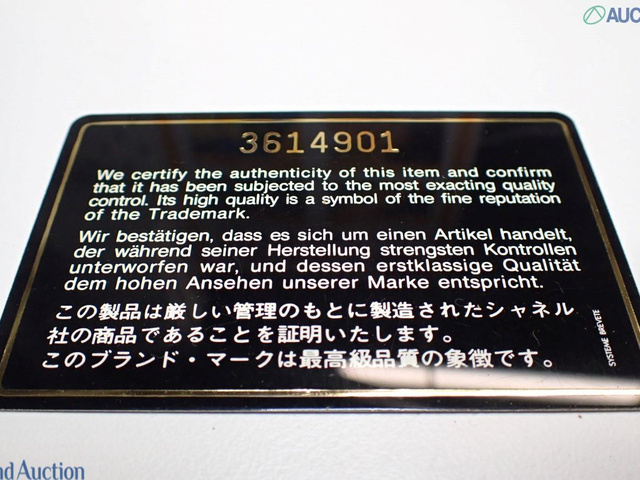 AUC
3614901
We certify the authenticity of this item and confirm
that it has been subjected to the most exacting quality
control. Its high quality is a symbol of the fine reputation
of the Trademark.
Wir bestätigen, dass es sich um einen Artikel handelt,
der während seiner Herstellung strengsten Kontrollen
unterworfen war, und dessen erstklassige Qualität
dem hohen Ansehen unserer Marke entspricht.
この製品は厳しい管理のもとに製造されたシャネル
社の商品であることを証明いたします。
このブランド・マークは最高級品質の象徴です。
SYSTEME BREVETE
nd Auction